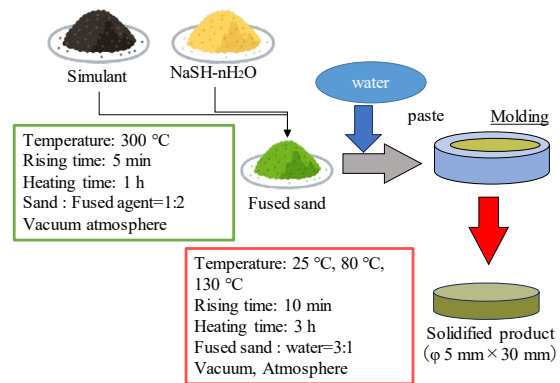 Simulant
NaSH-nH₂O
water
paste
Molding
Temperature: 300 ℃
Rising time: 5 min
Heating time: 1 h
Sand : Fused agent=1:2
Vacuum atmosphere
Fused sand
Temperature: 25 ℃, 80 ℃,
130 ℃
Rising time: 10 min
Heating time: 3 h
Fused sand : water=3:1
Vacuum, Atmosphere
Solidified product
(φ 5 mm × 30 mm)